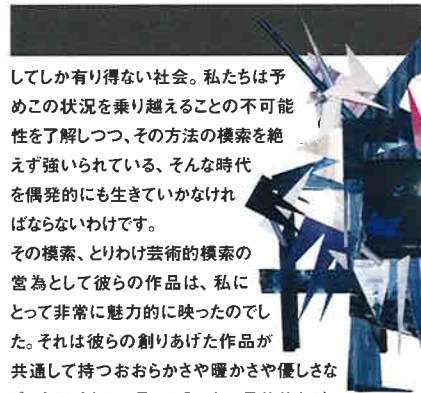 してしか有り得ない社会。私たちは予
めこの状況を乗り越えることの不可能
性を了解しつつ、その方法の模索を絶
えず強いられている、そんな時代
を偶発的にも生きていかなけれ
ばならないわけです。
その模索、とりわけ芸術的模索の
営為として彼らの作品は、私に
とって非常に魅力的に映ったのでし
た。それは彼らの創りあげた作品が
共通して持つおおらかさや暖かさや優しさな